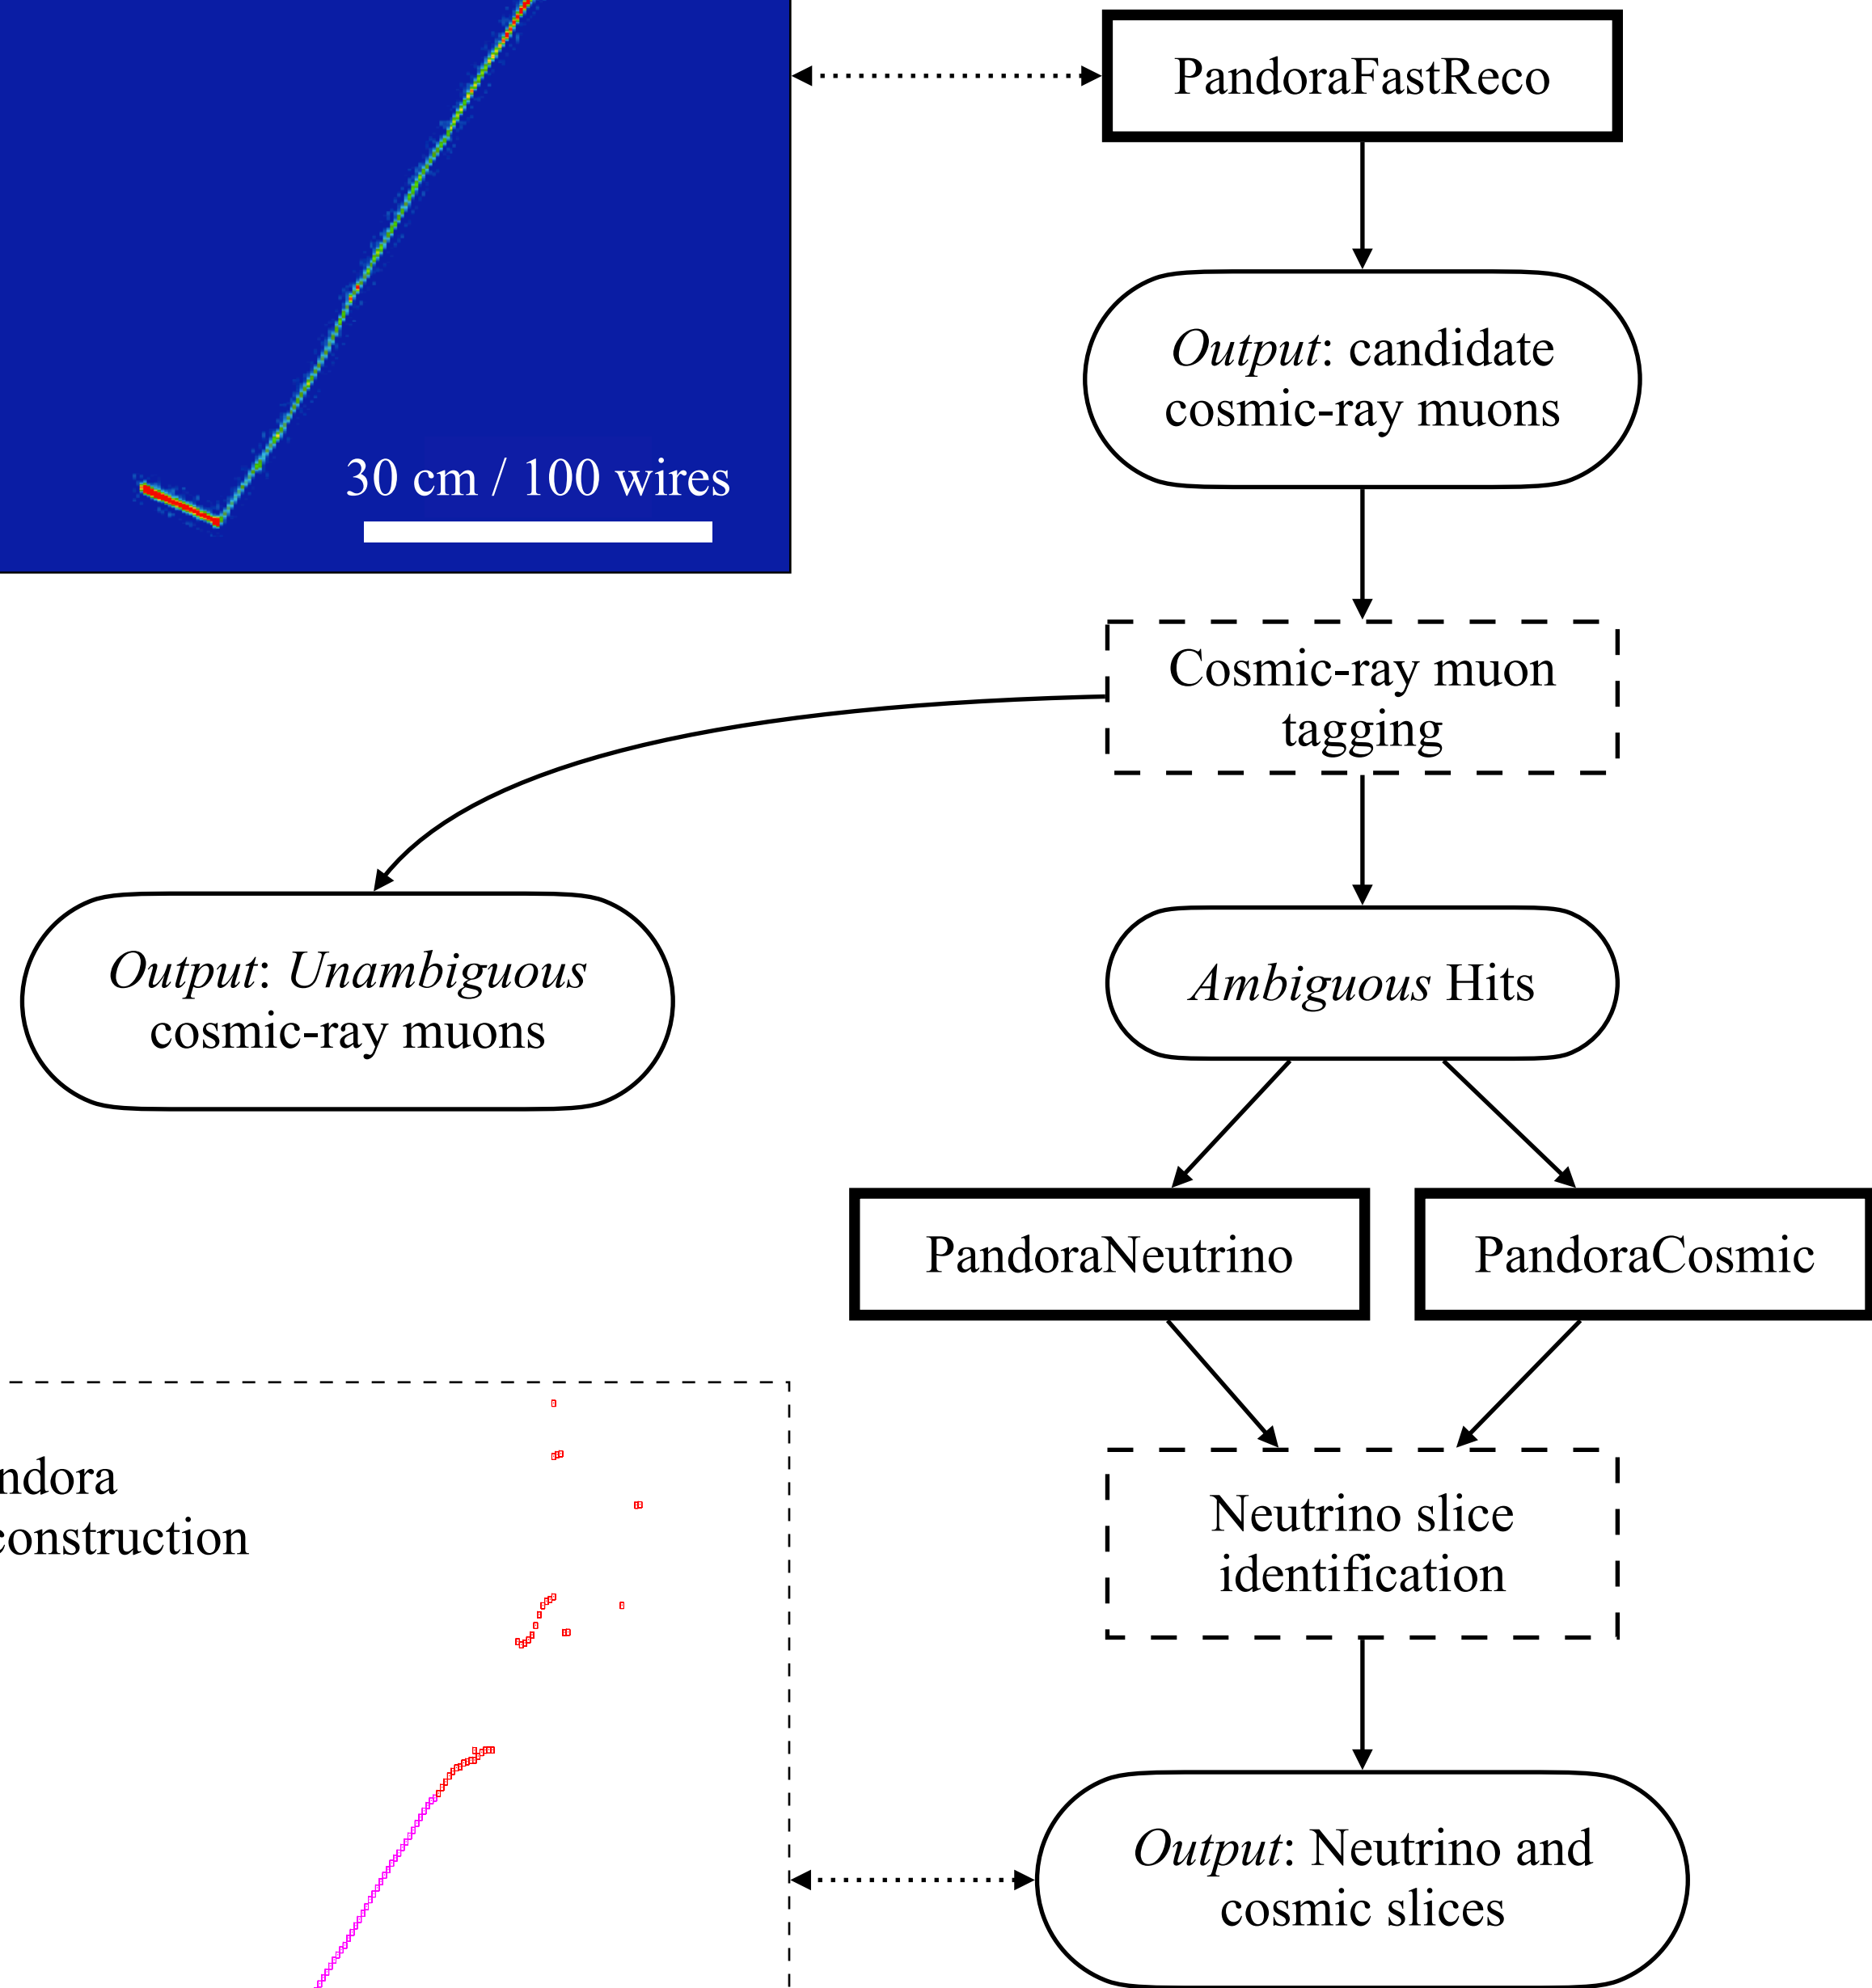 PandoraFastReco
Output: candidate
cosmic-ray muons
30 cm / 100 wires
Cosmic-ray muon
tagging
Output: Unambiguous
cosmic-ray muons
Ambiguous Hits
PandoraNeutrino
PandoraCosmic
ndora
construction
Neutrino slice
identification
Output: Neutrino and
cosmic slices